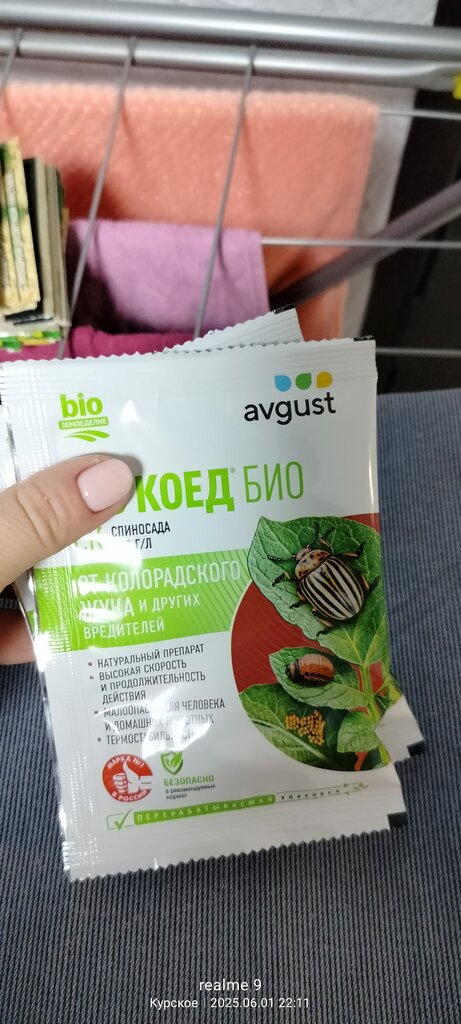 bio
ЗЕМЛЕДЕЛИЕ
avgust
КОЕД® БИО
СПИНОСАДА
Г/Л
ОТ КОЛОРАДСКОГО
ЖУКА И ДРУГИХ
ВРЕДИТЕЛЕЙ
• НАТУРАЛЬНЫЙ ПРЕПАРАТ
• ВЫСОКАЯ СКОРОСТЬ
И ПРОДОЛЖИТЕЛЬНОСТЬ
ДЕЙСТВИЯ
• МАЛООПАСЕН ДЛЯ ЧЕЛОВЕКА
И ДОМАШНИХ ЖИВОТНЫХ
• ТЕРМОСТАБИЛЬНОСТЬ
МАРКА №1
В РОССИИ
БЕЗОПАСНО
в рекомендуемых
нормах
ПЕРЕРАБАТЫВАЕМАЯ УПАКОВКА
realme 9
Курское | 2025.06.01 22:11